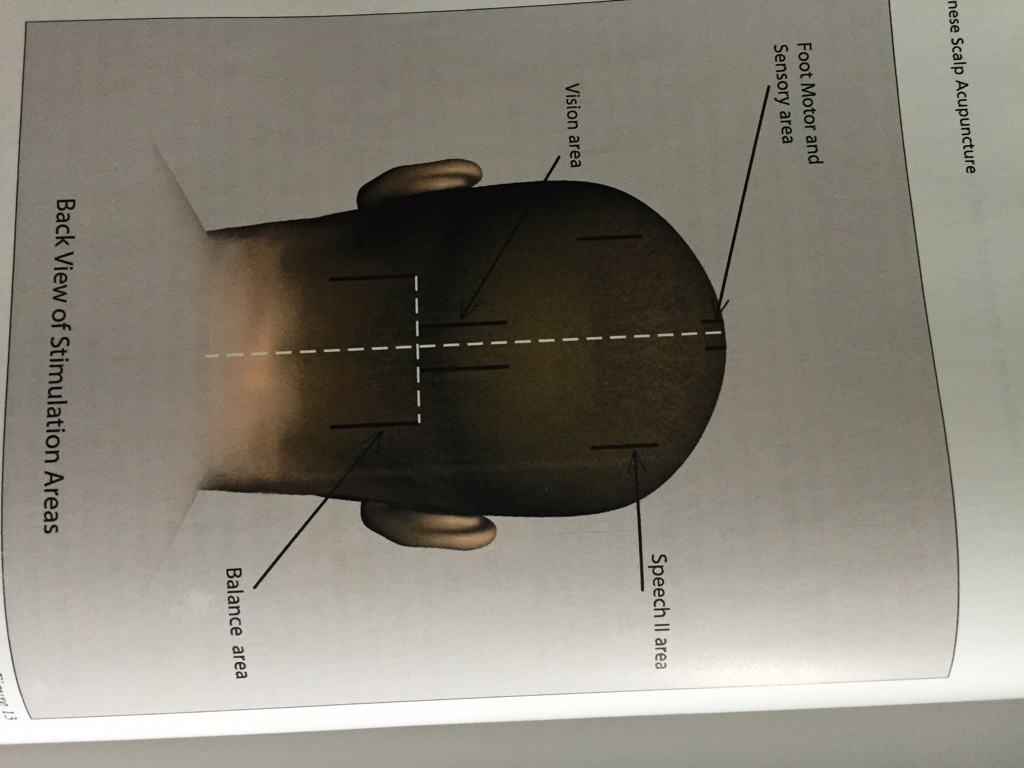 nese Scalp Acupuncture
Foot Motor and
Sensory area
Vision area
Speech II area
Balance area
Back View of Stimulation Areas
Figure 13